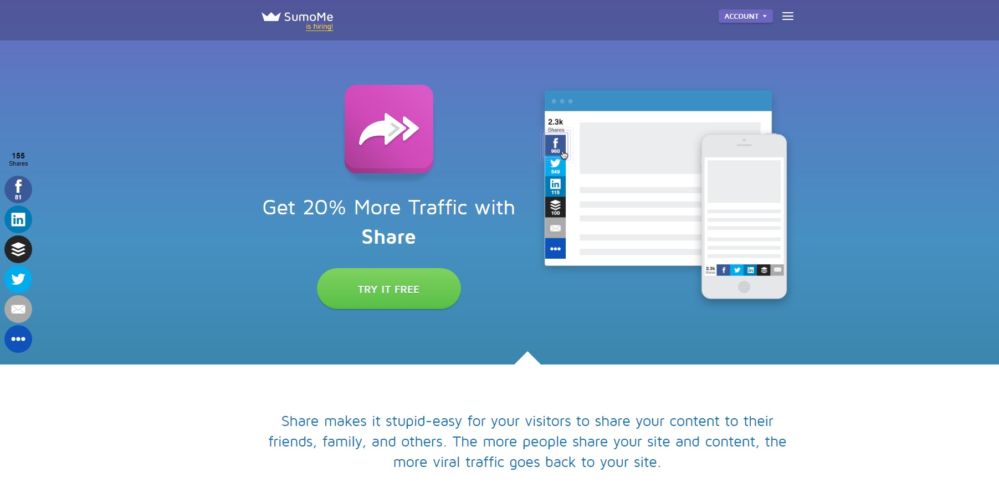 SumoMe
is hiring!
ACCOUNT
155
Shares
81
Get 20% More Traffic with
Share
TRY IT FREE
2.3k
Shares
960
549
115
100
2.3k
Shares
Share makes it stupid-easy for your visitors to share your content to their
friends, family, and others. The more people share your site and content, the
more viral traffic goes back to your site.